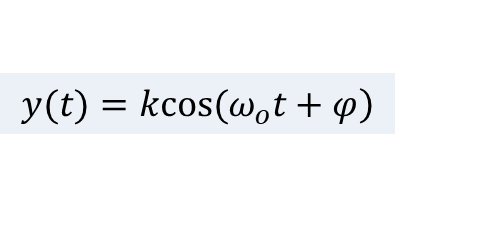 y(t) = kcos(ωₒt + φ)